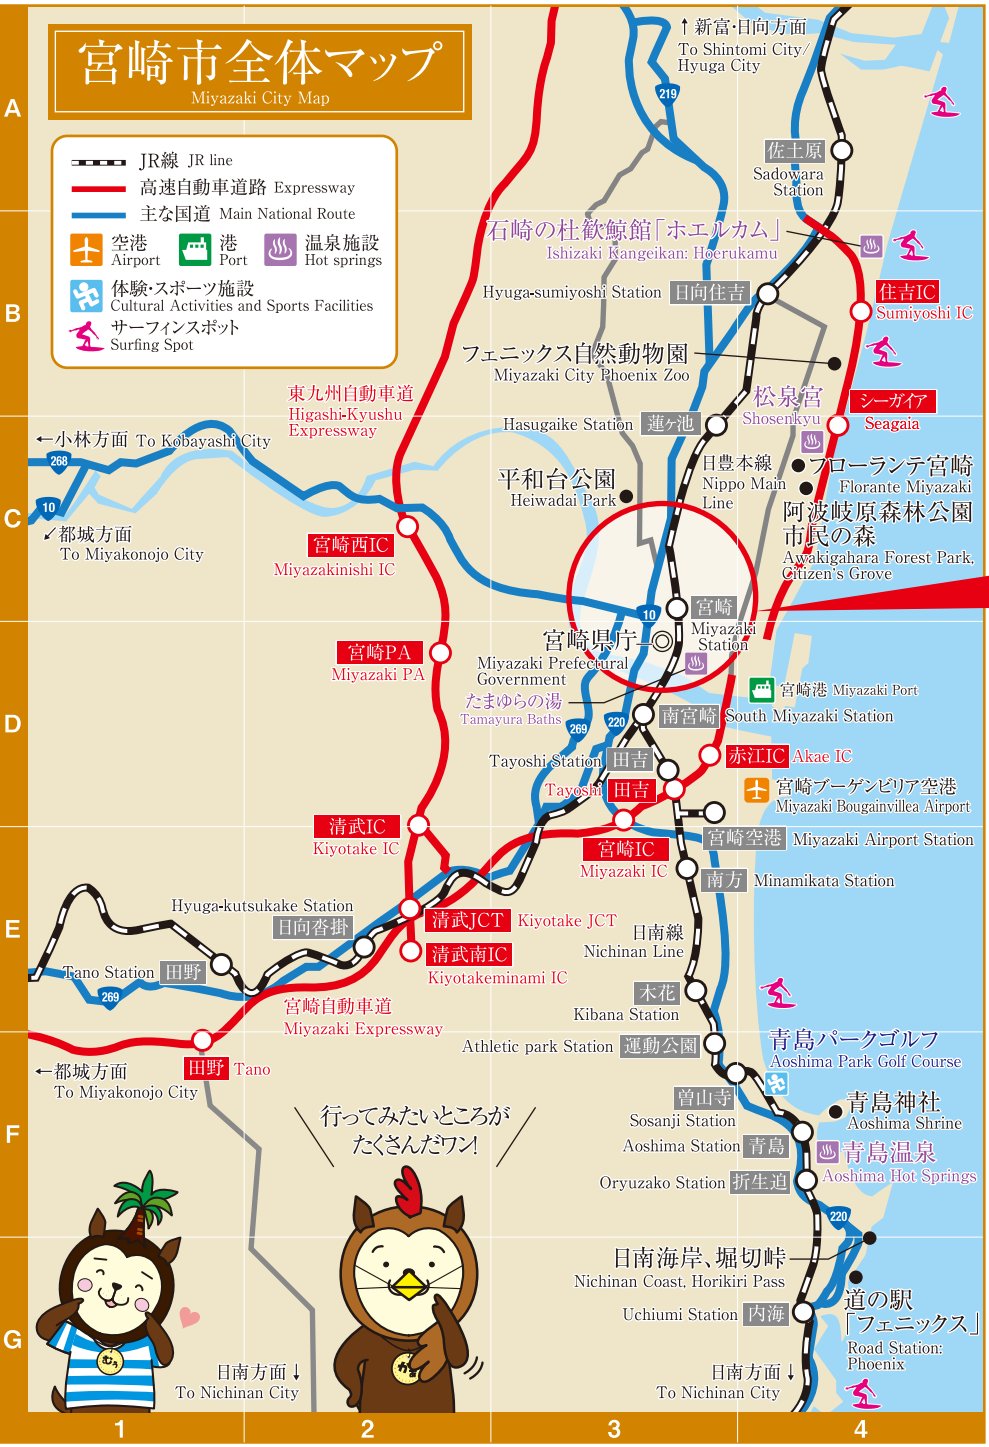 宮崎市全体マップ
Miyazaki City Map
JR線 JR line
高速自動車道路 Expressway
主な国道 Main National Route
空港
Airport
港
Port
温泉施設
Hot springs
体験・スポーツ施設
Cultural Activities and Sports Facilities
サーフィンスポット
Surfing Spot
A
B
C
D
E
F
G
1
2
3
4
↑新富・日向方面
To Shintomi City/
Hyuga City
219
佐土原
Sadowara
Station
石崎の杜歓鯨館「ホエルカム」
Ishizaki Kangeikan: Hoerukamu
Hyuga-sumiyoshi Station 日向住吉
住吉IC
Sumiyoshi IC
フェニックス自然動物園
Miyazaki City Phoenix Zoo
東九州自動車道
Higashi-Kyushu
Expressway
松泉宮
Shosenkyu
シーガイア
Seagaia
Hasugaike Station 蓮ヶ池
←小林方面 To Kobayashi City
268
10
↙都城方面
To Miyakonojo City
日豊本線
Nippo Main
Line
平和台公園
Heiwadai Park
フローランテ宮崎
Florante Miyazaki
阿波岐原森林公園
市民の森
Awakigahara Forest Park,
Citizen's Grove
宮崎西IC
Miyazakinishi IC
10
宮崎
Miyazaki
Station
宮崎県庁
Miyazaki Prefectural
Government
宮崎PA
Miyazaki PA
たまゆらの湯
Tamayura Baths
宮崎港 Miyazaki Port
269
220
南宮崎 South Miyazaki Station
Tayoshi Station 田吉
赤江IC Akae IC
Tayoshi 田吉
宮崎ブーゲンビリア空港
Miyazaki Bougainvillea Airport
清武IC
Kiyotake IC
宮崎IC
Miyazaki IC
宮崎空港 Miyazaki Airport Station
南方 Minamikata Station
Hyuga-kutsukake Station
日向沓掛
清武JCT Kiyotake JCT
清武南IC
Kiyotakeminami IC
日南線
Nichinan Line
Tano Station 田野
269
宮崎自動車道
Miyazaki Expressway
木花
Kibana Station
Athletic park Station 運動公園
青島パークゴルフ
Aoshima Park Golf Course
田野 Tano
←都城方面
To Miyakonojo City
曽山寺
Sosanji Station
青島神社
Aoshima Shrine
行ってみたいところが
たくさんだワン!
Aoshima Station 青島
青島温泉
Aoshima Hot Springs
Oryuzako Station 折生迫
220
日南海岸、堀切峠
Nichinan Coast, Horikiri Pass
道の駅
「フェニックス」
Road Station:
Phoenix
Uchiumi Station 内海
むぅ
日南方面↓
To Nichinan City
日南方面↓
To Nichinan City